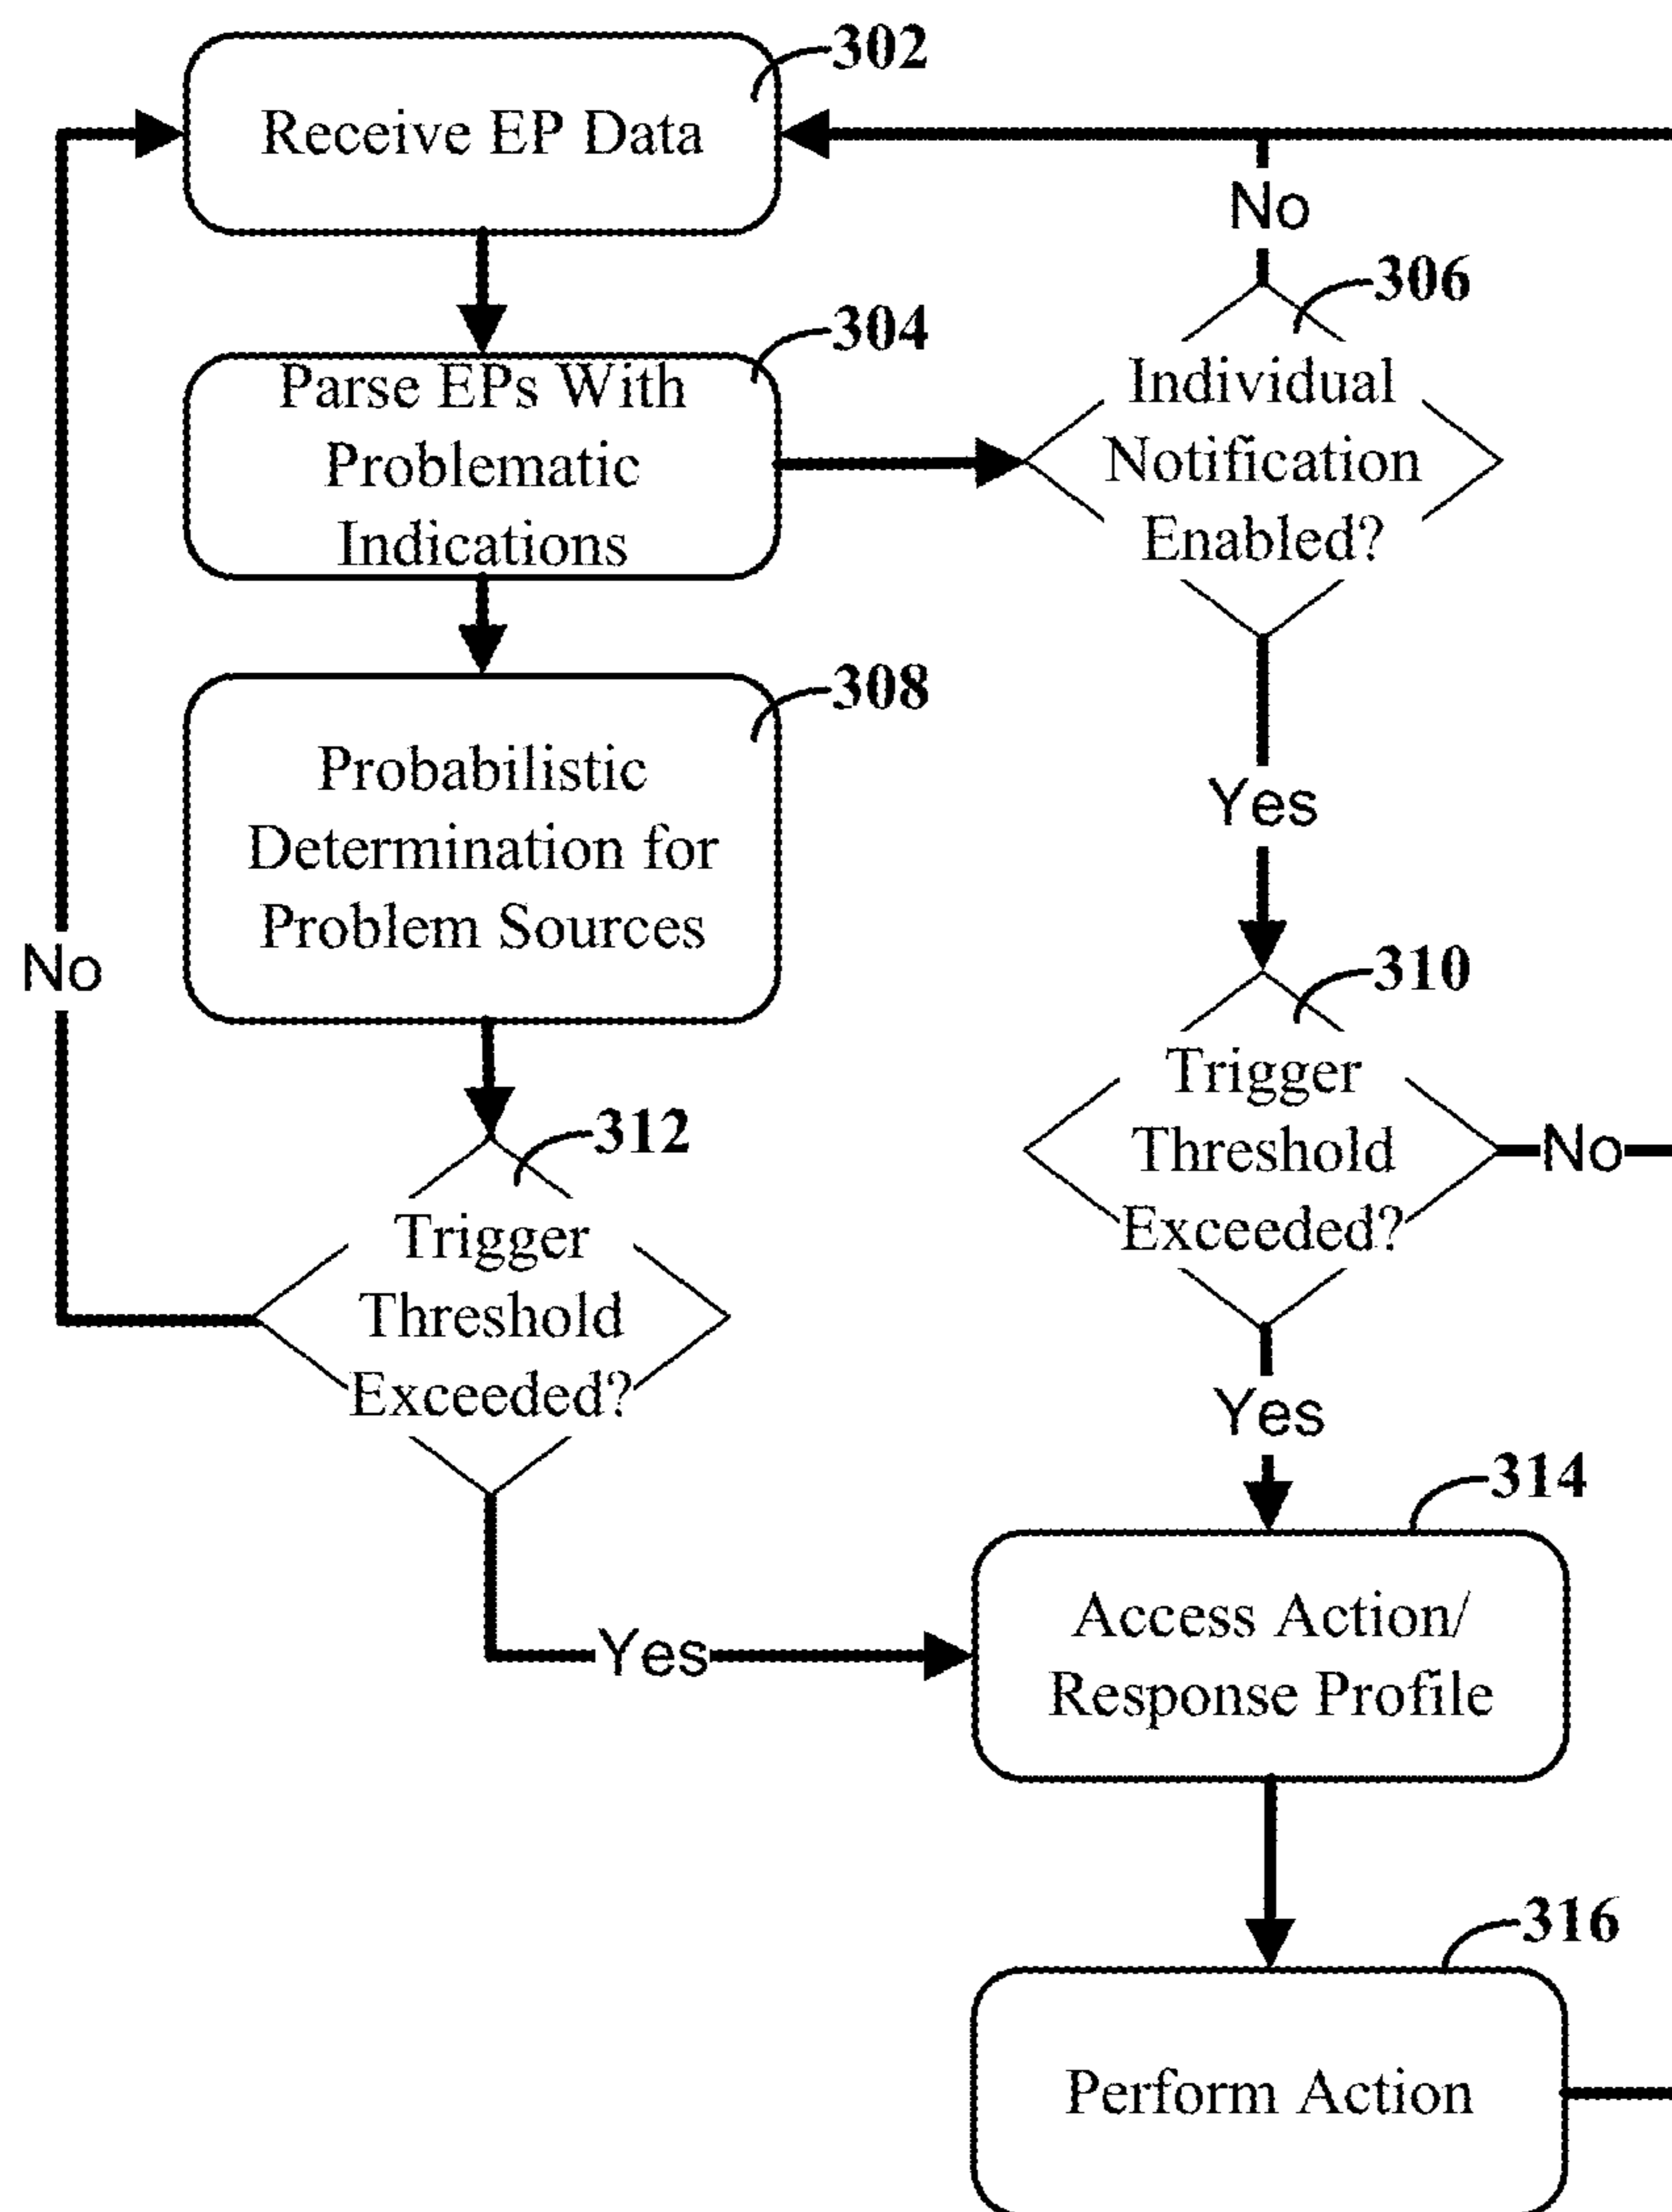 302
Receive EP Data
No
306
304
Parse EPs With
Problematic
Indications
Individual
Notification
Enabled?
308
Probabilistic
Determination for
Problem Sources
Yes
No
310
Trigger
Threshold
Exceeded?
No
312
Trigger
Threshold
Exceeded?
Yes
Yes
314
Access Action/
Response Profile
316
Perform Action